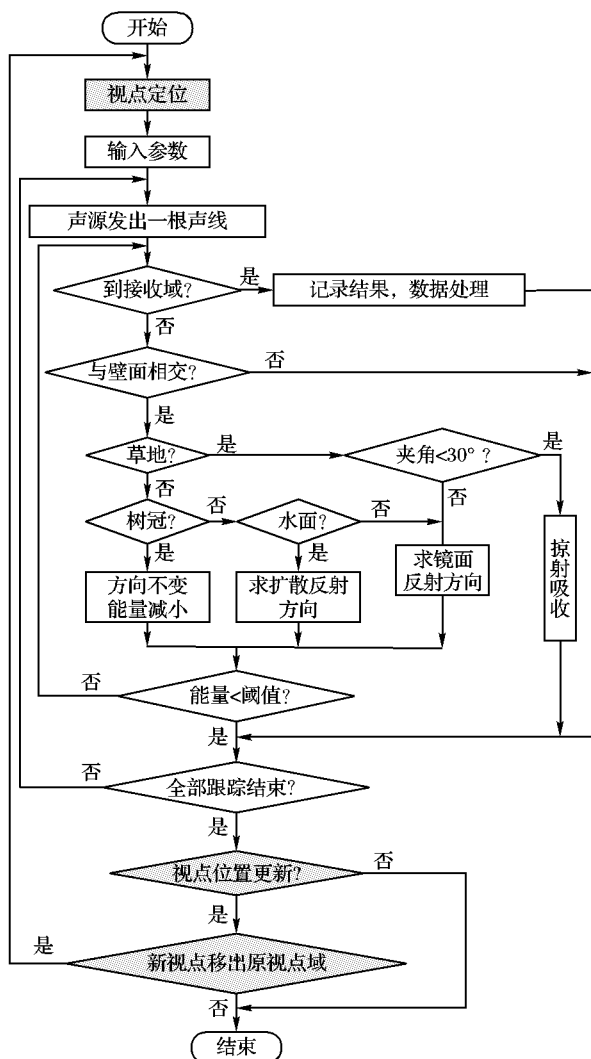 开始
视点定位
输入参数
声源发出一根声线
到接收域?
是
记录结果，数据处理
否
与壁面相交?
否
是
草地?
是
夹角<30°?
是
否
否
树冠?
否
水面?
否
是
是
方向不变
能量减小
求扩散反射
方向
求镜面
反射方向
掠射吸收
否
能量<阈值?
是
否
全部跟踪结束?
是
视点位置更新?
否
是
是
新视点移出原视点域
否
结束